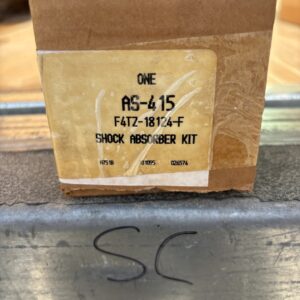 ONE
AS-415
F4TZ-18124-F
SHOCK ABSORBER KIT
SC